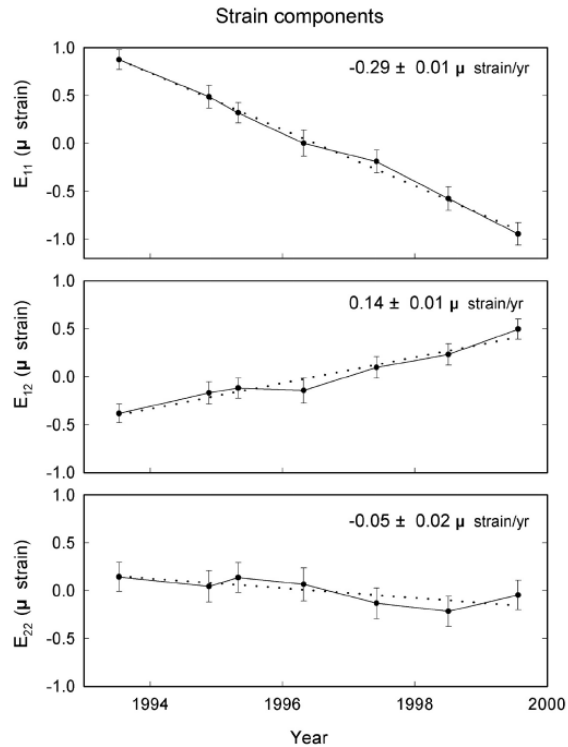 Strain components
1.0
0.5
0.0
-0.5
-1.0
E11 (μ strain)
-0.29 ± 0.01 μ strain/yr
1.0
0.5
0.0
-0.5
-1.0
E12 (μ strain)
0.14 ± 0.01 μ strain/yr
1.0
0.5
0.0
-0.5
-1.0
E22 (μ strain)
-0.05 ± 0.02 μ strain/yr
1994 1996 1998 2000
Year